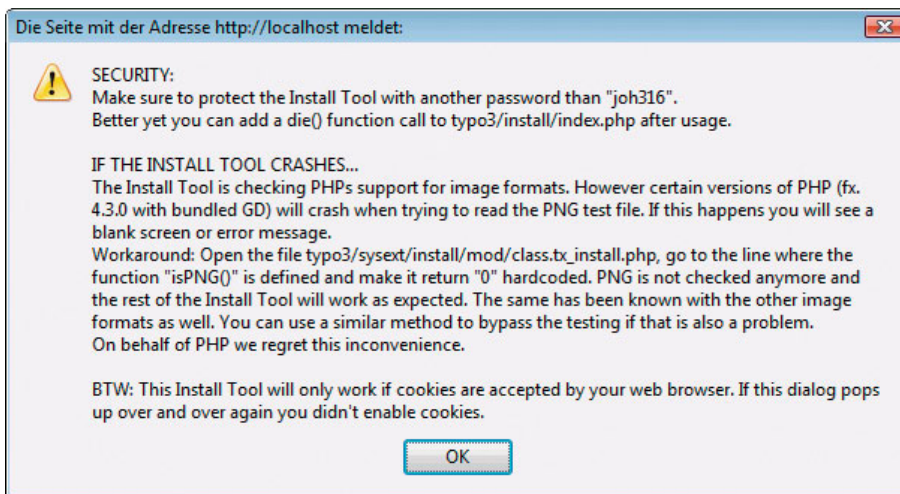 Die Seite mit der Adresse http://localhost meldet:
SECURITY:
Make sure to protect the Install Tool with another password than "joh316".
Better yet you can add a die() function call to typo3/install/index.php after usage.
IF THE INSTALL TOOL CRASHES...
The Install Tool is checking PHPs support for image formats. However certain versions of PHP (fx.
4.3.0 with bundled GD) will crash when trying to read the PNG test file. If this happens you will see a
blank screen or error message.
Workaround: Open the file typo3/sysext/install/mod/class.tx_install.php, go to the line where the
function "isPNG()" is defined and make it return "0" hardcoded. PNG is not checked anymore and
the rest of the Install Tool will work as expected. The same has been known with the other image
formats as well. You can use a similar method to bypass the testing if that is also a problem.
On behalf of PHP we regret this inconvenience.
BTW: This Install Tool will only work if cookies are accepted by your web browser. If this dialog pops
up over and over again you didn't enable cookies.
OK